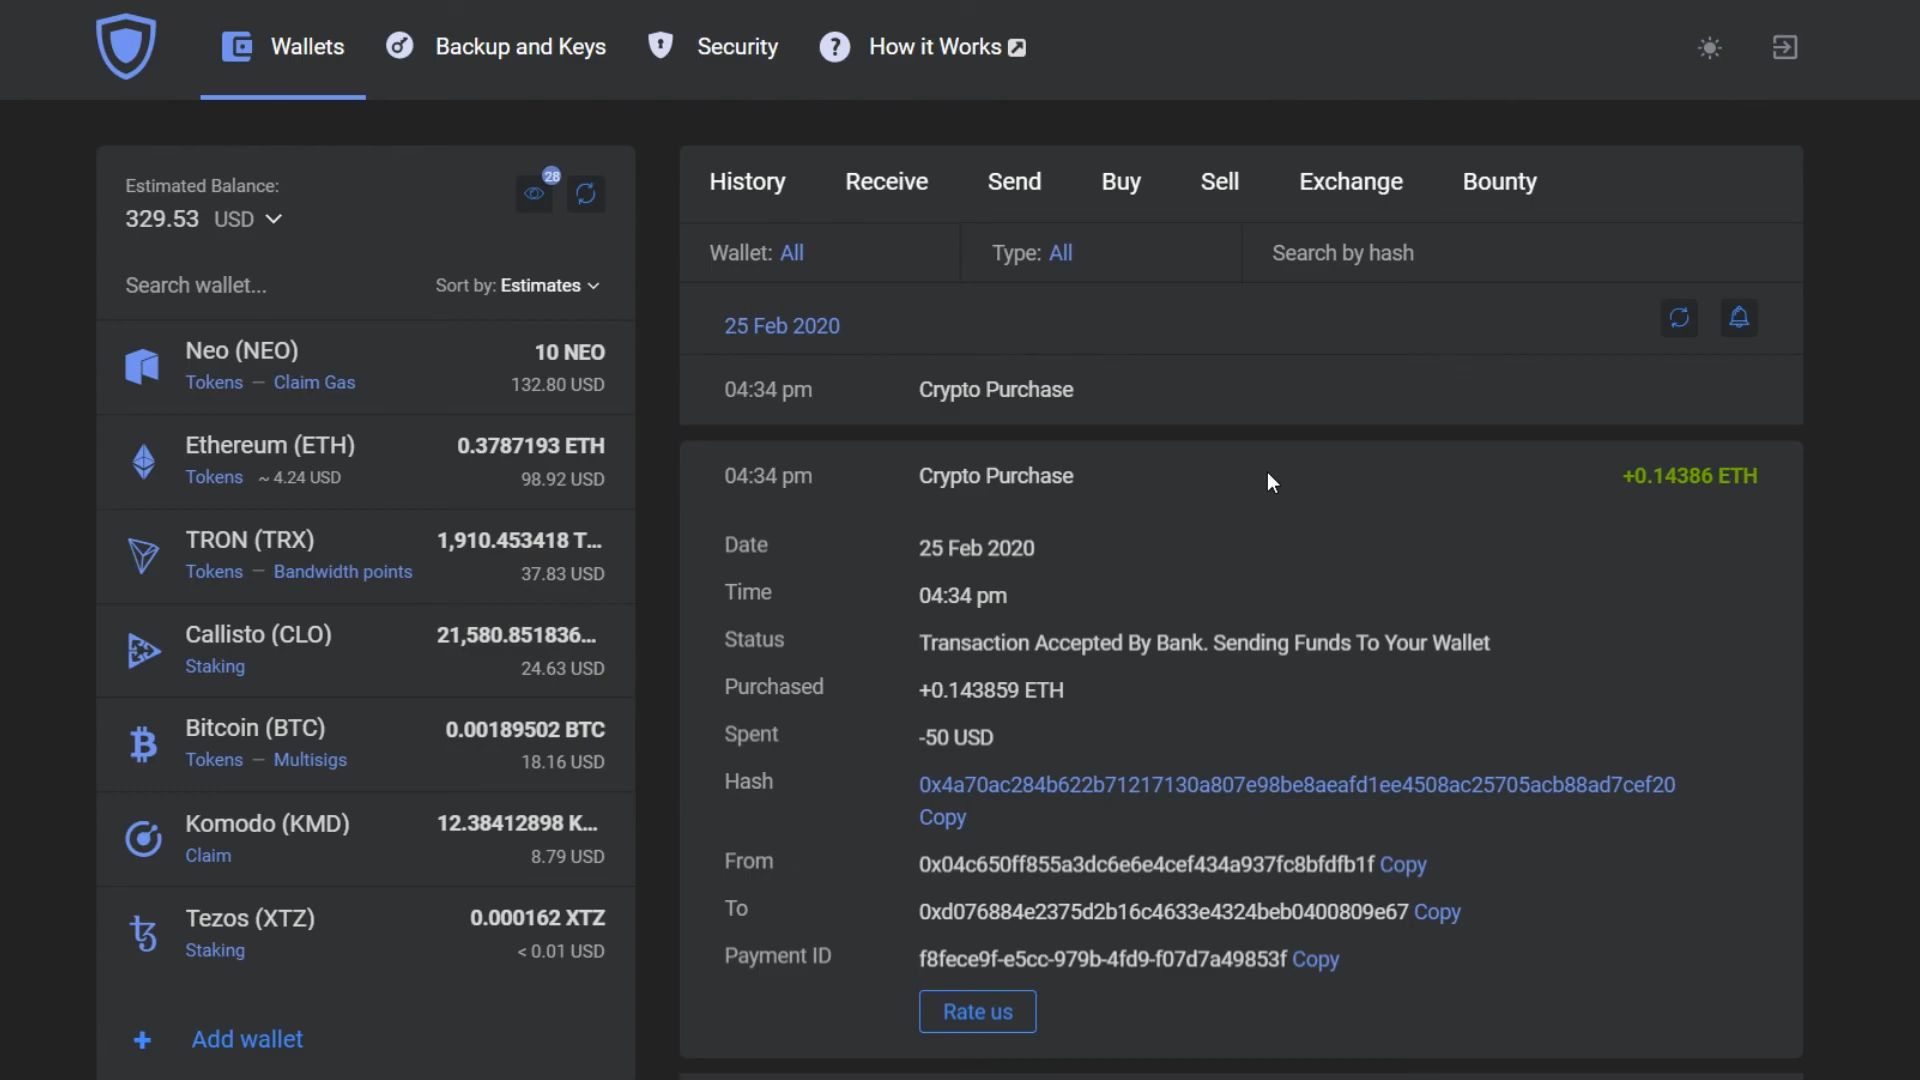 Wallets
Backup and Keys
Security
? How it Works
Estimated Balance:
28
329.53 USD
Search wallet...
Sort by: Estimates
Neo (NEO)
10 NEO
Tokens — Claim Gas
132.80 USD
Ethereum (ETH)
0.3787193 ETH
Tokens ~ 4.24 USD
98.92 USD
TRON (TRX)
1,910.453418 T...
Tokens — Bandwidth points
37.83 USD
Callisto (CLO)
21,580.851836...
Staking
24.63 USD
Bitcoin (BTC)
0.00189502 BTC
Tokens — Multisigs
18.16 USD
Komodo (KMD)
12.38412898 K...
Claim
8.79 USD
Tezos (XTZ)
0.000162 XTZ
Staking
< 0.01 USD
+ Add wallet
History Receive Send Buy Sell Exchange Bounty
Wallet: All
Type: All
Search by hash
25 Feb 2020
04:34 pm Crypto Purchase
04:34 pm Crypto Purchase +0.14386 ETH
Date 25 Feb 2020
Time 04:34 pm
Status Transaction Accepted By Bank. Sending Funds To Your Wallet
Purchased +0.143859 ETH
Spent -50 USD
Hash 0x4a70ac284b622b71217130a807e98be8aeafd1ee4508ac25705acb88ad7cef20
Copy
From 0x04c650ff855a3dc6e6e4cef434a937fc8bfdfb1f Copy
To 0xd076884e2375d2b16c4633e4324beb0400809e67 Copy
Payment ID f8fece9f-e5cc-979b-4fd9-f07d7a49853f Copy
Rate us